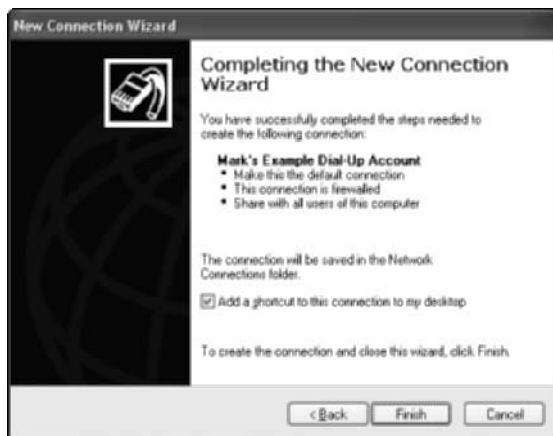 New Connection Wizard
Completing the New Connection
Wizard
You have successfully completed the steps needed to
create the following connection:
Mark's Example Dial-Up Account
• Make this the default connection
• This connection is firewalled
• Share with all users of this computer
The connection will be saved in the Network
Connections folder.
Add a shortcut to this connection to my desktop
To create the connection and close this wizard, click Finish.
< Back Finish Cancel